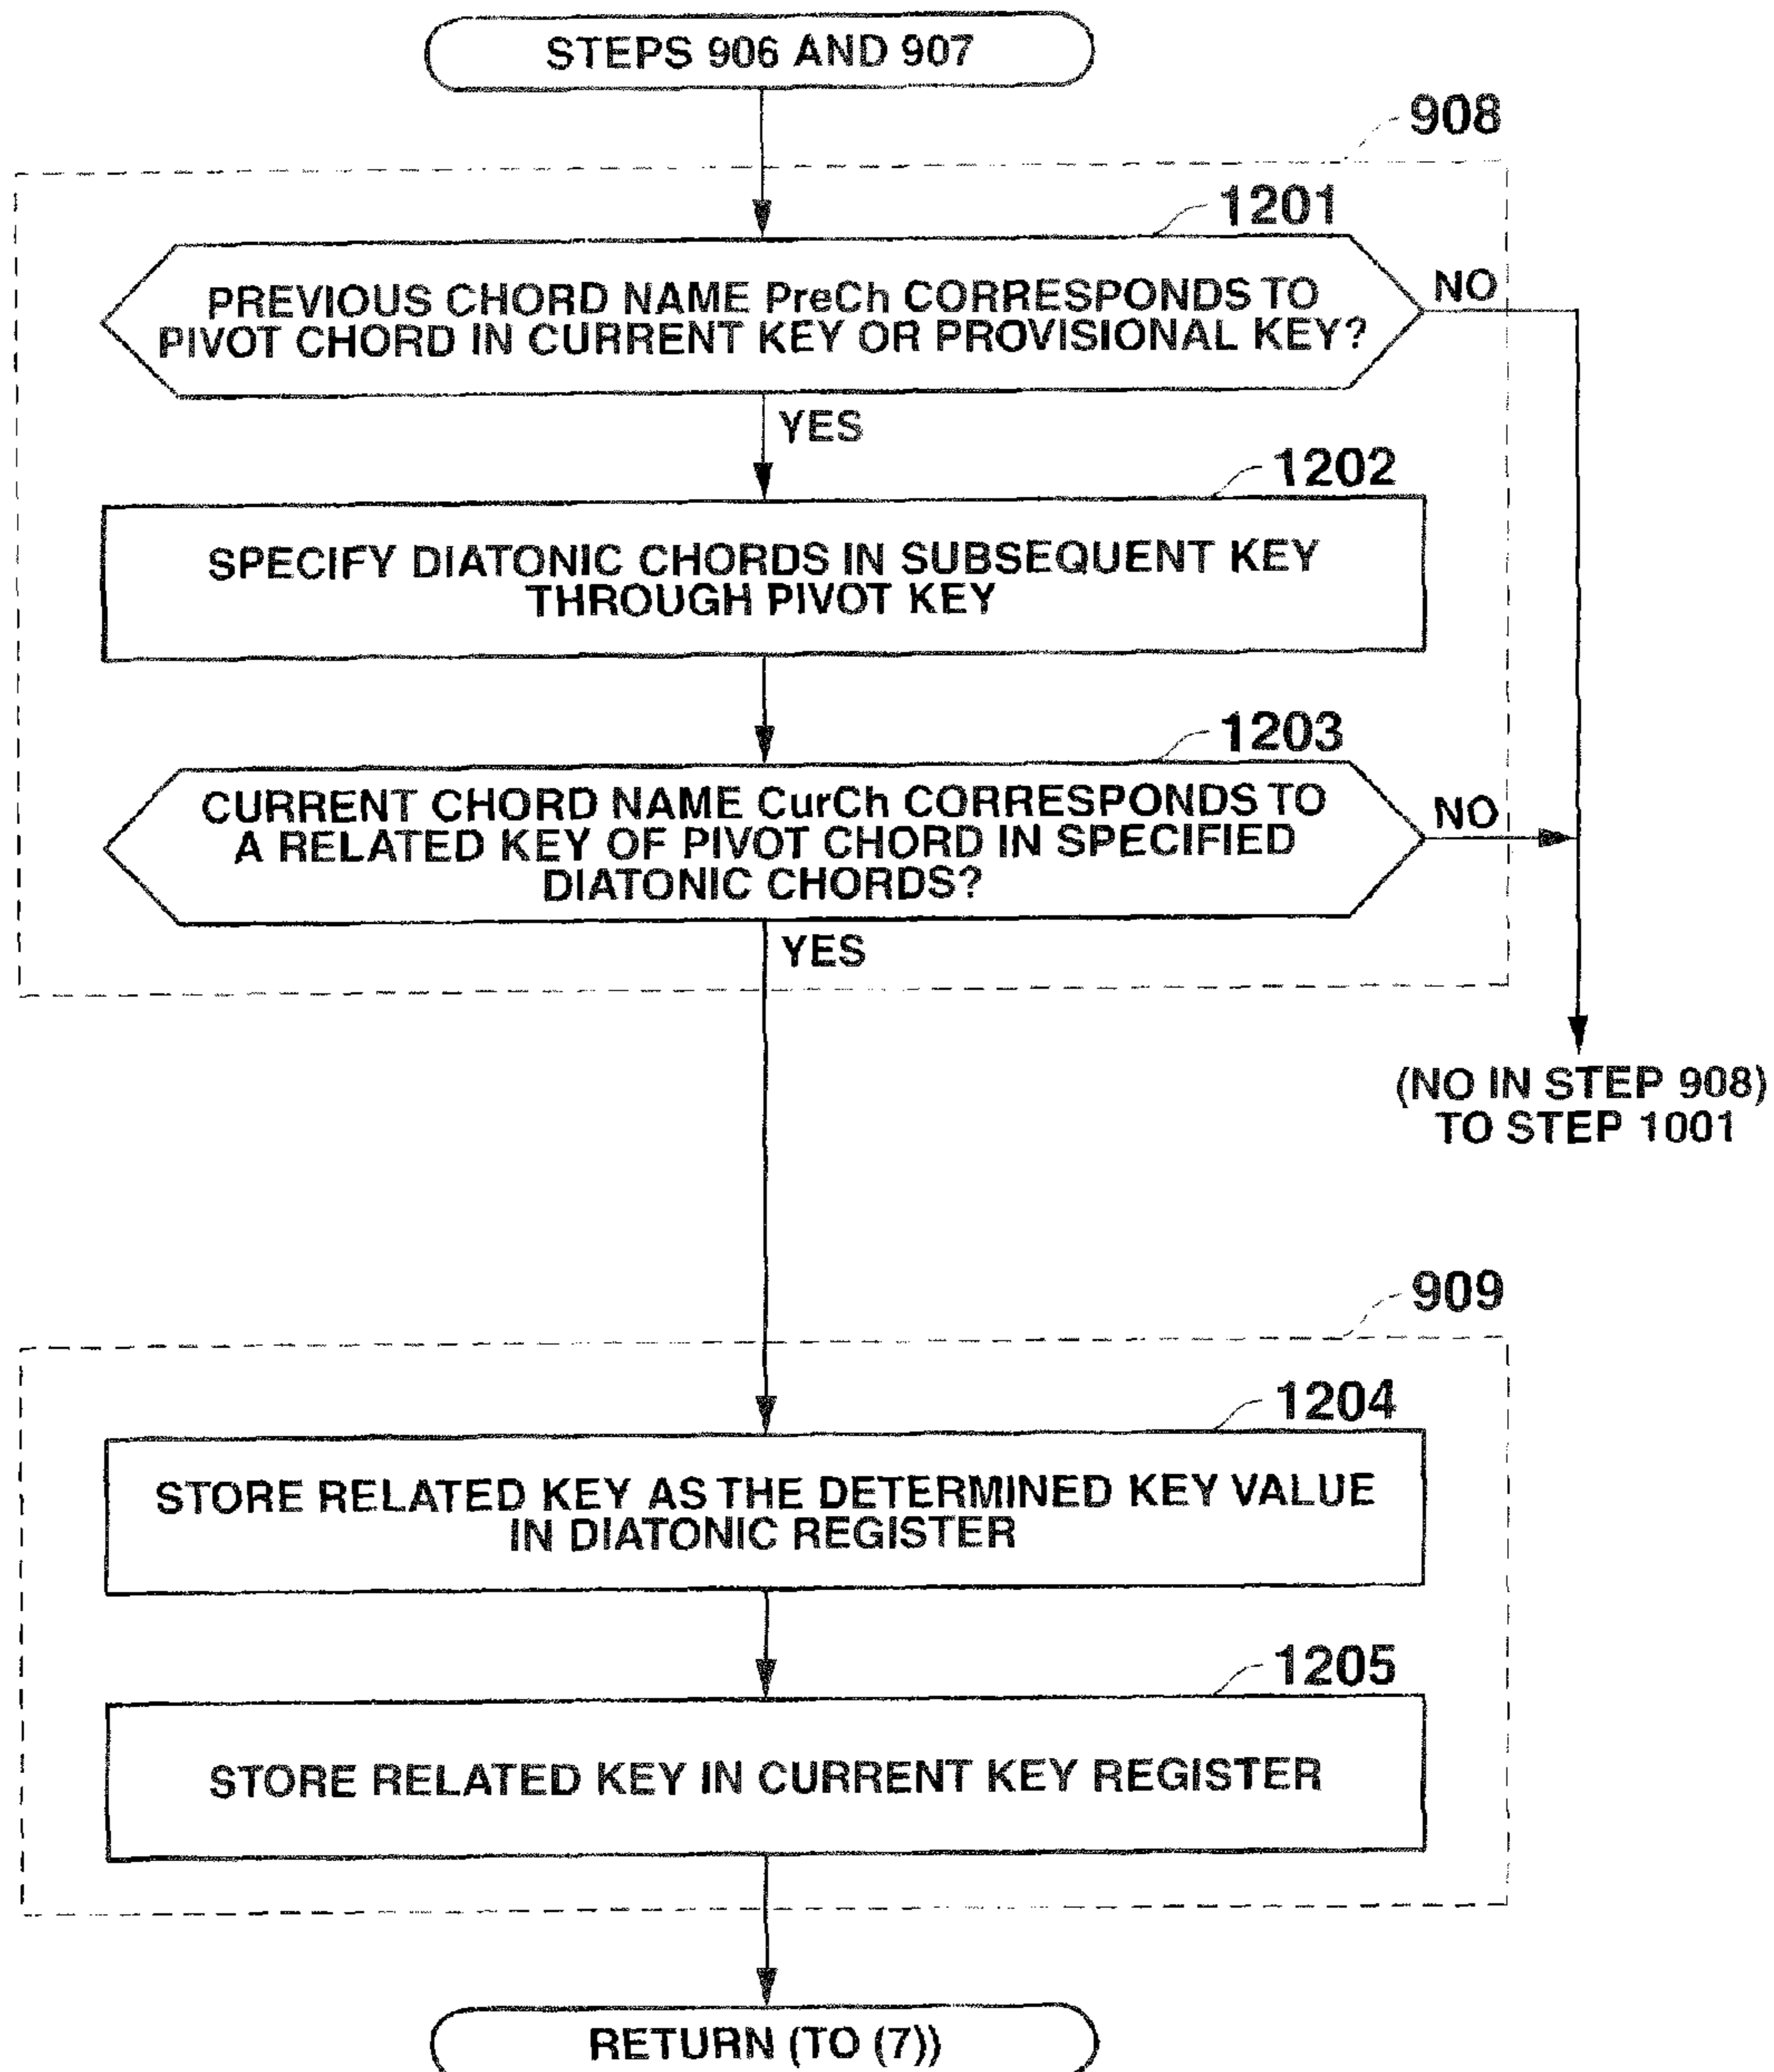 STEPS 906 AND 907
908
1201
PREVIOUS CHORD NAME PreCh CORRESPONDS TO
PIVOT CHORD IN CURRENT KEY OR PROVISIONAL KEY?
NO
YES
1202
SPECIFY DIATONIC CHORDS IN SUBSEQUENT KEY
THROUGH PIVOT KEY
1203
CURRENT CHORD NAME CurCh CORRESPONDS TO
A RELATED KEY OF PIVOT CHORD IN SPECIFIED
DIATONIC CHORDS?
NO
YES
(NO IN STEP 908)
TO STEP 1001
909
1204
STORE RELATED KEY AS THE DETERMINED KEY VALUE
IN DIATONIC REGISTER
1205
STORE RELATED KEY IN CURRENT KEY REGISTER
RETURN (TO (7))